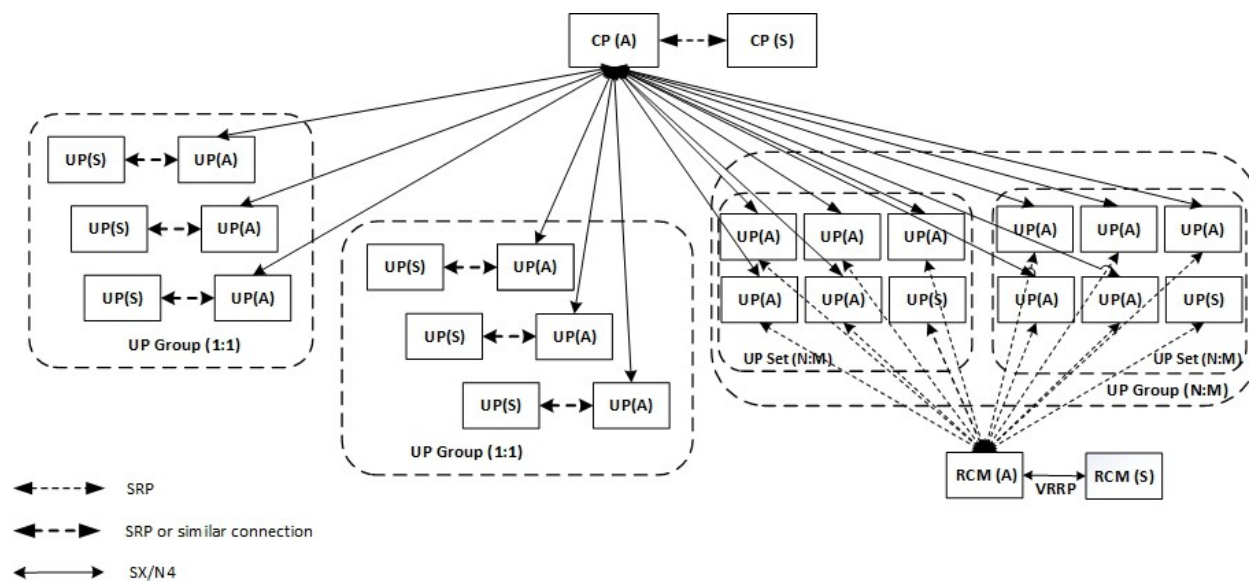 CP (A)
CP (S)
UP(S)
UP(A)
UP(S)
UP(A)
UP(S)
UP(A)
UP Group (1:1)
UP(S)
UP(A)
UP(S)
UP(A)
UP(S)
UP(A)
UP Group (1:1)
UP(A)
UP(A)
UP(A)
UP(A)
UP(A)
UP(S)
UP Set (N:M)
UP(A)
UP(A)
UP(A)
UP(A)
UP(A)
UP(S)
UP Set (N:M)
UP Group (N:M)
RCM (A)
VRRP
RCM (S)
SRP
SRP or similar connection
SX/N4